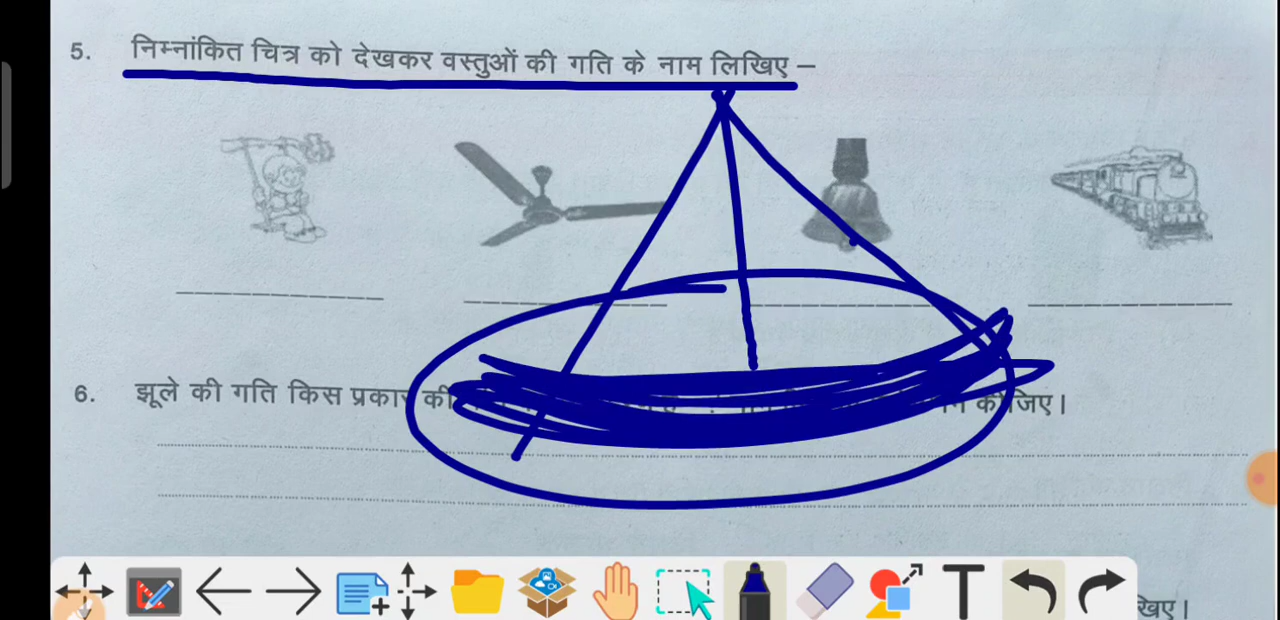 5. निम्नांकित चित्र को देखकर वस्तुओं की गति के नाम लिखिए –
6. झूले की गति किस प्रकार की कीजिए।
T
खिए।